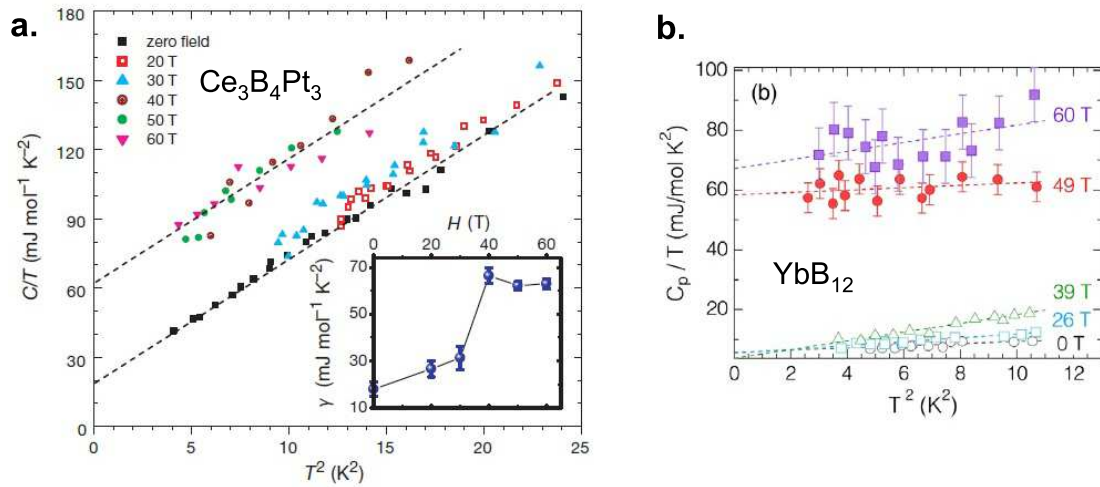 a.
180
150
120
90
60
30
0
C/T (mJ mol⁻¹ K⁻²)
zero field
20 T
30 T
40 T
50 T
60 T
Ce₃B₄Pt₃
H (T)
0 20 40 60
70
50
30
10
γ (mJ mol⁻¹ K⁻²)
0 5 10 15 20 25
T² (K²)
b.
(b)
100
80
60
40
20
Cₚ / T (mJ/mol K²)
60 T
49 T
YbB₁₂
39 T
26 T
0 T
0 2 4 6 8 10 12
T² (K²)